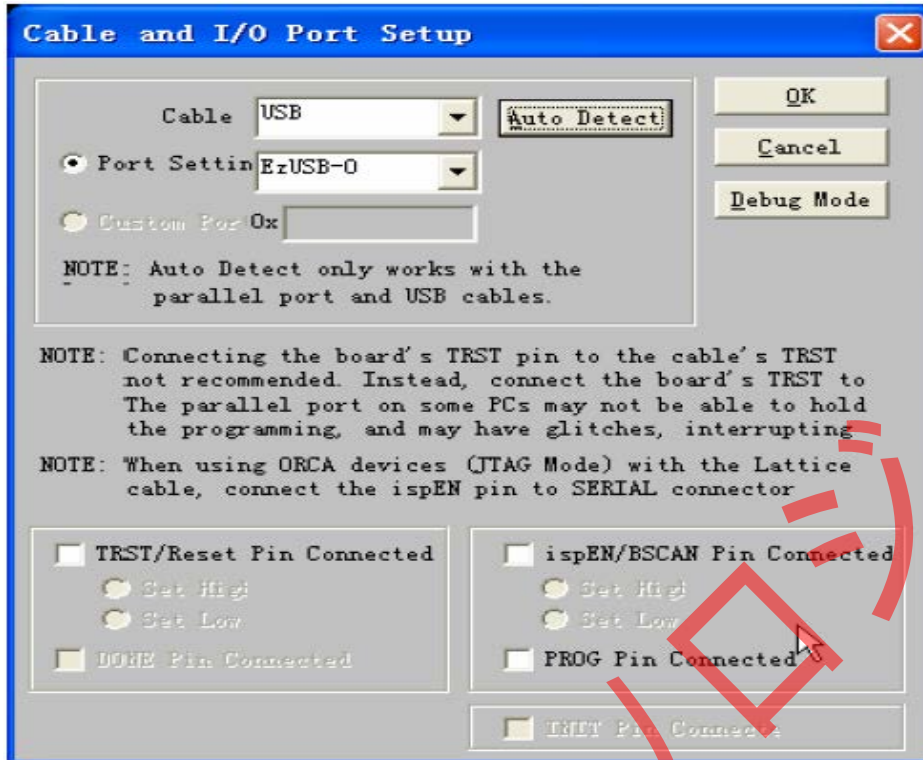 Cable and I/O Port Setup
Cable
USB
Auto Detect
OK
Cancel
Debug Mode
Port Settin
EzUSB-0
Custom Por 0x
NOTE: Auto Detect only works with the
parallel port and USB cables.
NOTE: Connecting the board's TRST pin to the cable's TRST
not recommended. Instead, connect the board's TRST to
The parallel port on some PCs may not be able to hold
the programming, and may have glitches, interrupting
NOTE: When using ORCA devices (JTAG Mode) with the Lattice
cable, connect the ispEN pin to SERIAL connector
TRST/Reset Pin Connected
Set High
Set Low
DONE Pin Connected
ispEN/BSCAN Pin Connected
Set High
Set Low
PROG Pin Connected
INIT Pin Connecte